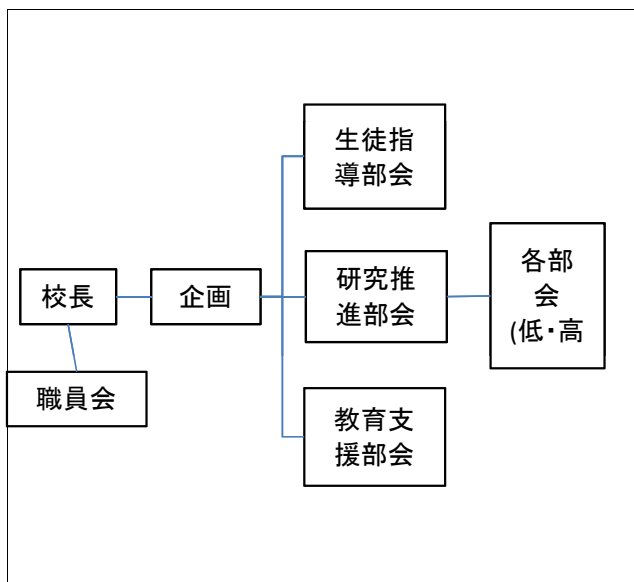 生徒指
導部会
校長
企画
研究推
進部会
各部
会
(低・高
職員会
教育支
援部会